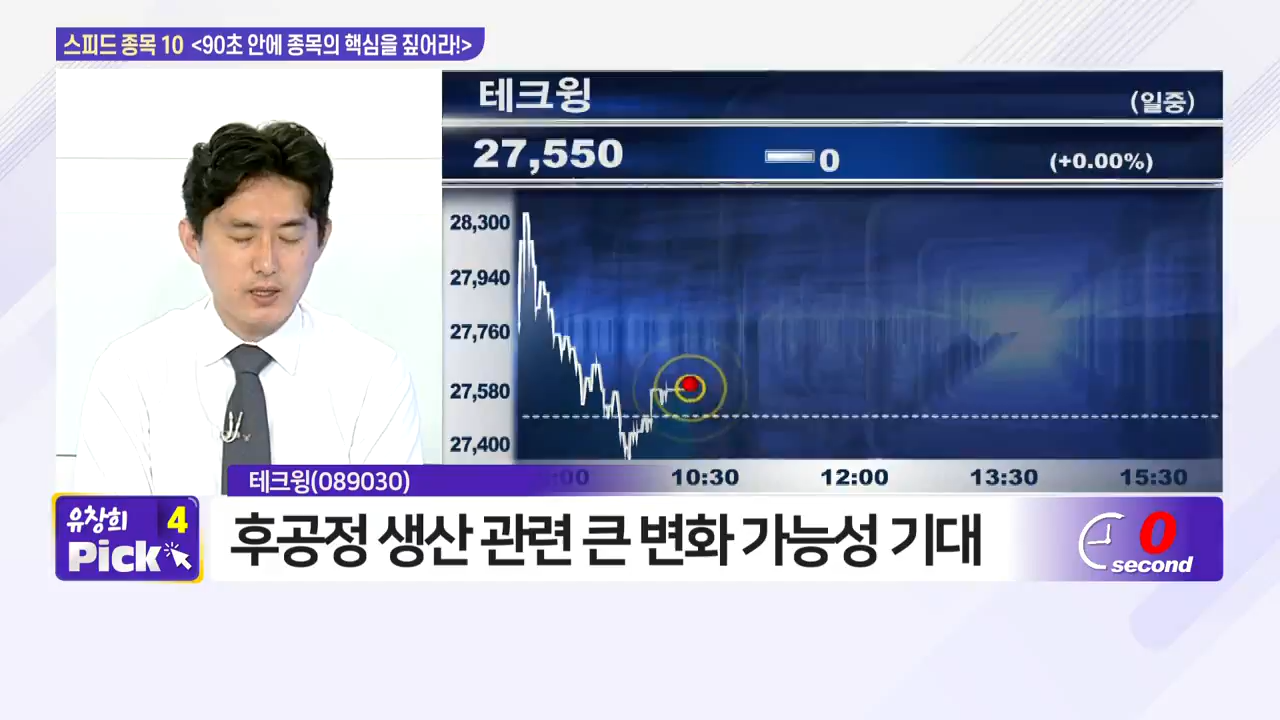 스피드 종목 10 <90초 안에 종목의 핵심을 짚어라!>
테크윙
(일중)
27,550
0
(+0.00%)
28,300
27,940
27,760
27,580
27,400
10:30
12:00
13:30
15:30
테크윙(089030)
유창희 4
Pick
후공정 생산 관련 큰 변화 가능성 기대
0
second